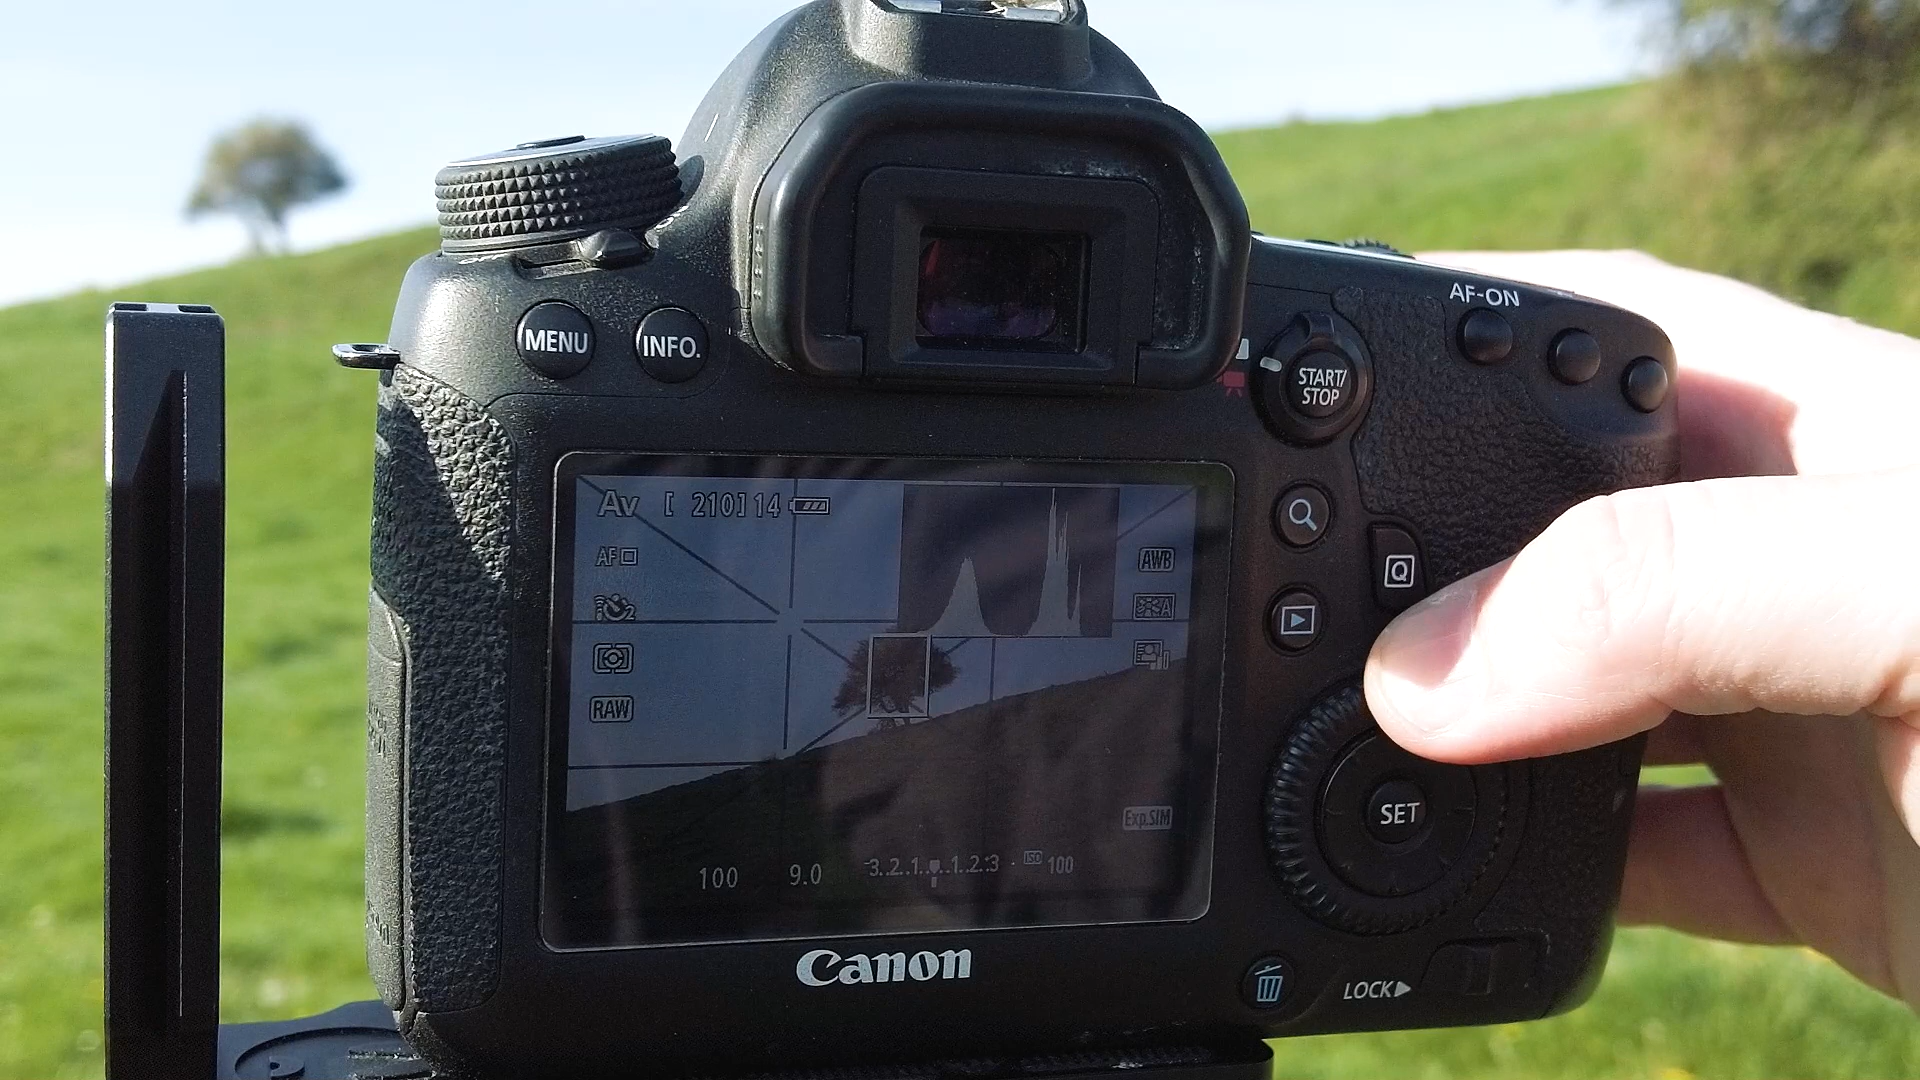 AF-ON
MENU
INFO.
START/
STOP
Av [ 210] 14
AF
2
RAW
AWB
A
Q
Exp.SIM
100 9.0 -3..2..1..▼..1..2..3 ISO 100
SET
Canon
LOCK▶